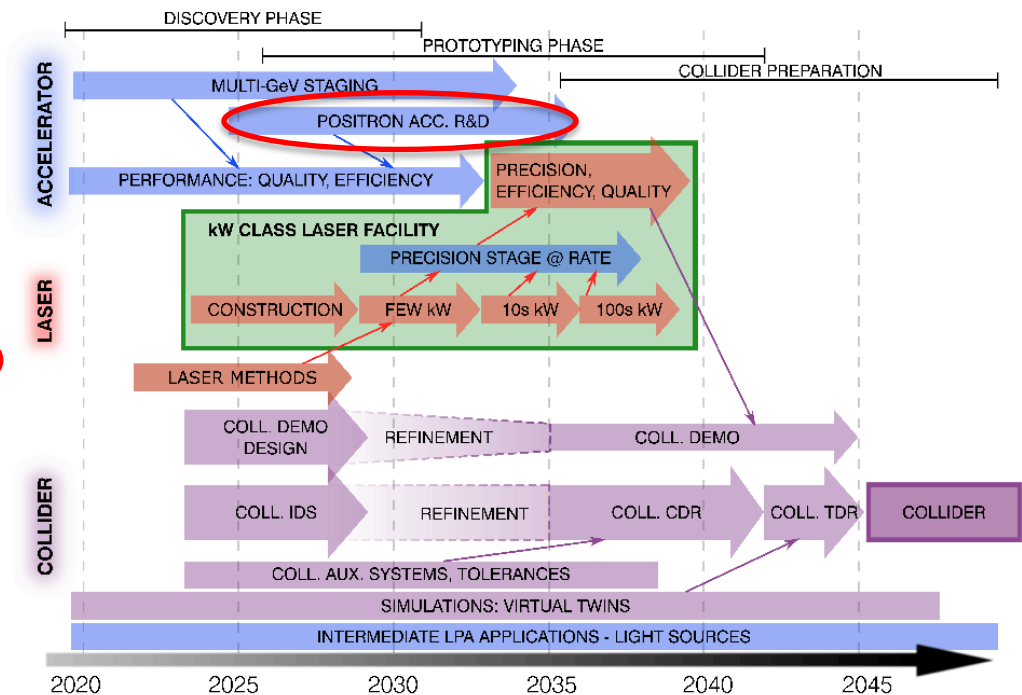 DISCOVERY PHASE
PROTOTYPING PHASE
COLLIDER PREPARATION
ACCELERATOR
MULTI-GeV STAGING
POSITRON ACC. R&D
PERFORMANCE: QUALITY, EFFICIENCY
PRECISION,
EFFICIENCY, QUALITY
LASER
kW CLASS LASER FACILITY
PRECISION STAGE @ RATE
CONSTRUCTION
FEW kW
10s kW
100s kW
LASER METHODS
COLLIDER
COLL. DEMO
DESIGN
REFINEMENT
COLL. DEMO
COLL. IDS
REFINEMENT
COLL. CDR
COLL. TDR
COLLIDER
COLL. AUX. SYSTEMS, TOLERANCES
SIMULATIONS: VIRTUAL TWINS
INTERMEDIATE LPA APPLICATIONS - LIGHT SOURCES
2020
2025
2030
2035
2040
2045